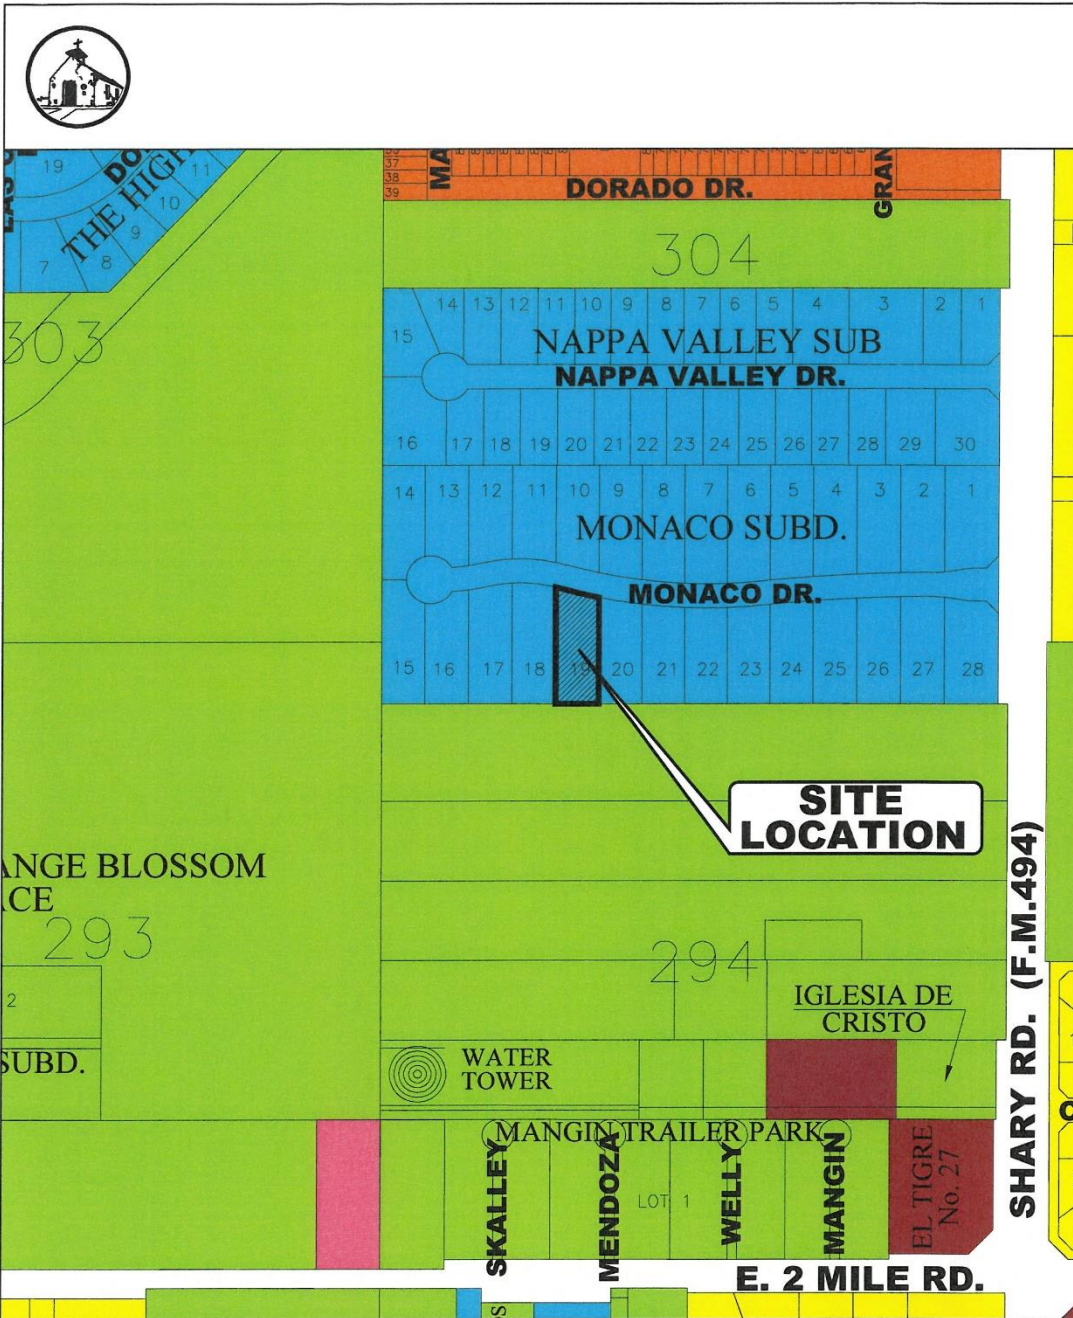 19
11
10
9
8
7
THE HIGH
37
38
39
DORADO DR.
GRAN
304
303
14 13 12 11 10 9 8 7 6 5 4 3 2 1
15
NAPPA VALLEY SUB
NAPPA VALLEY DR.
16 17 18 19 20 21 22 23 24 25 26 27 28 29 30
14 13 12 11 10 9 8 7 6 5 4 3 2 1
MONACO SUBD.
MONACO DR.
15 16 17 18 19 20 21 22 23 24 25 26 27 28
SITE
LOCATION
ANGE BLOSSOM
ACE
293
294
2
SUBD.
IGLESIA DE
CRISTO
WATER
TOWER
MANGIN TRAILER PARK
SKALLEY
MENDOZA
LOT 1
WELLY
MANGIN
EL TIGRE
No. 27
SHARY RD. (F.M.494)
E. 2 MILE RD.